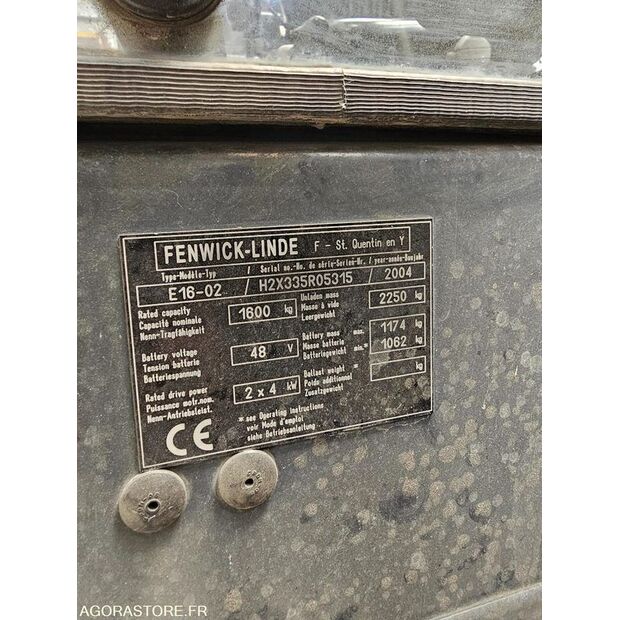 FENWICK-LINDE F - St. Quentin en Y
Type-Modèle-Typ / Serial no.-No. de série-Serien-Nr. / year-année-Baujahr
E16-02 / H2X335R05315 / 2004
Rated capacity
Capacité nominale
Nenn-Tragfähigkeit
1600 kg
Unladen mass
Masse à vide
Leergewicht
2250 kg
Battery voltage
Tension batterie
Batteriespannung
48 V
Battery mass max.*
Masse batterie
Batteriegewicht min.*
1174 kg
1062 kg
Rated drive power
Puissance motr.nom.
Nenn-Antriebsleist.
2 x 4 kW
Ballast weight *
Poids additionnel
Zusatzgewicht
kg
CE
* see Operating instructions
voir Mode d'emploi
siehe Betriebsanleitung
AGORASTORE.FR